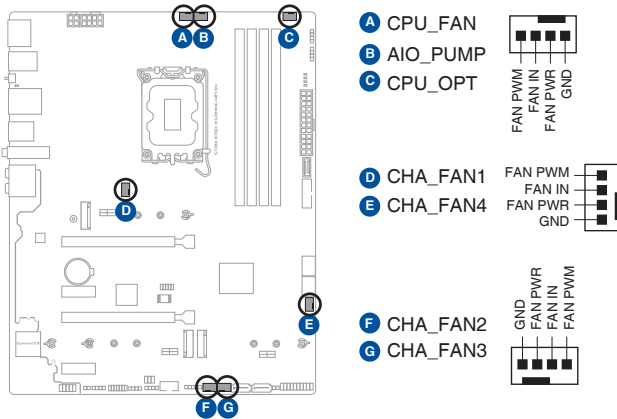 A CPU_FAN
B AIO_PUMP
C CPU_OPT
FAN PWM
FAN IN
FAN PWR
GND
A B
C
D
D CHA_FAN1
E CHA_FAN4
FAN PWM
FAN IN
FAN PWR
GND
E
F CHA_FAN2
G CHA_FAN3
GND
FAN PWR
FAN IN
FAN PWM
F G